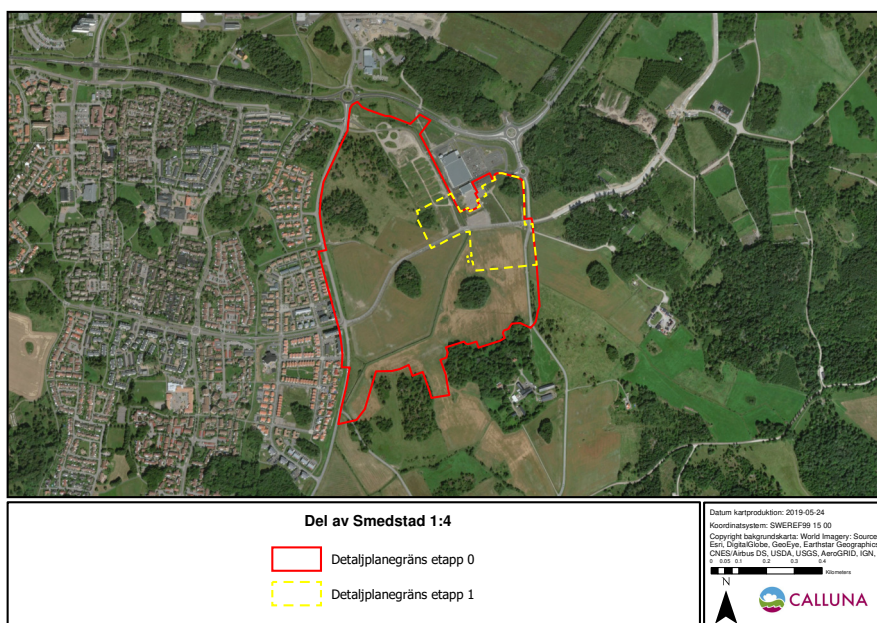 Del av Smedstad 1:4
Detaljplanegräns etapp 0
Detaljplanegräns etapp 1
Datum kartproduktion: 2019-05-24
Koordinatsystem: SWEREF99 15 00
Copyright bakgrundskarta: World Imagery: Source:
Esri, DigitalGlobe, GeoEye, Earthstar Geographics,
CNES/Airbus DS, USDA, USGS, AeroGRID, IGN,
0 0.05 0.1 0.2 0.3 0.4
Kilometers
N
CALLUNA